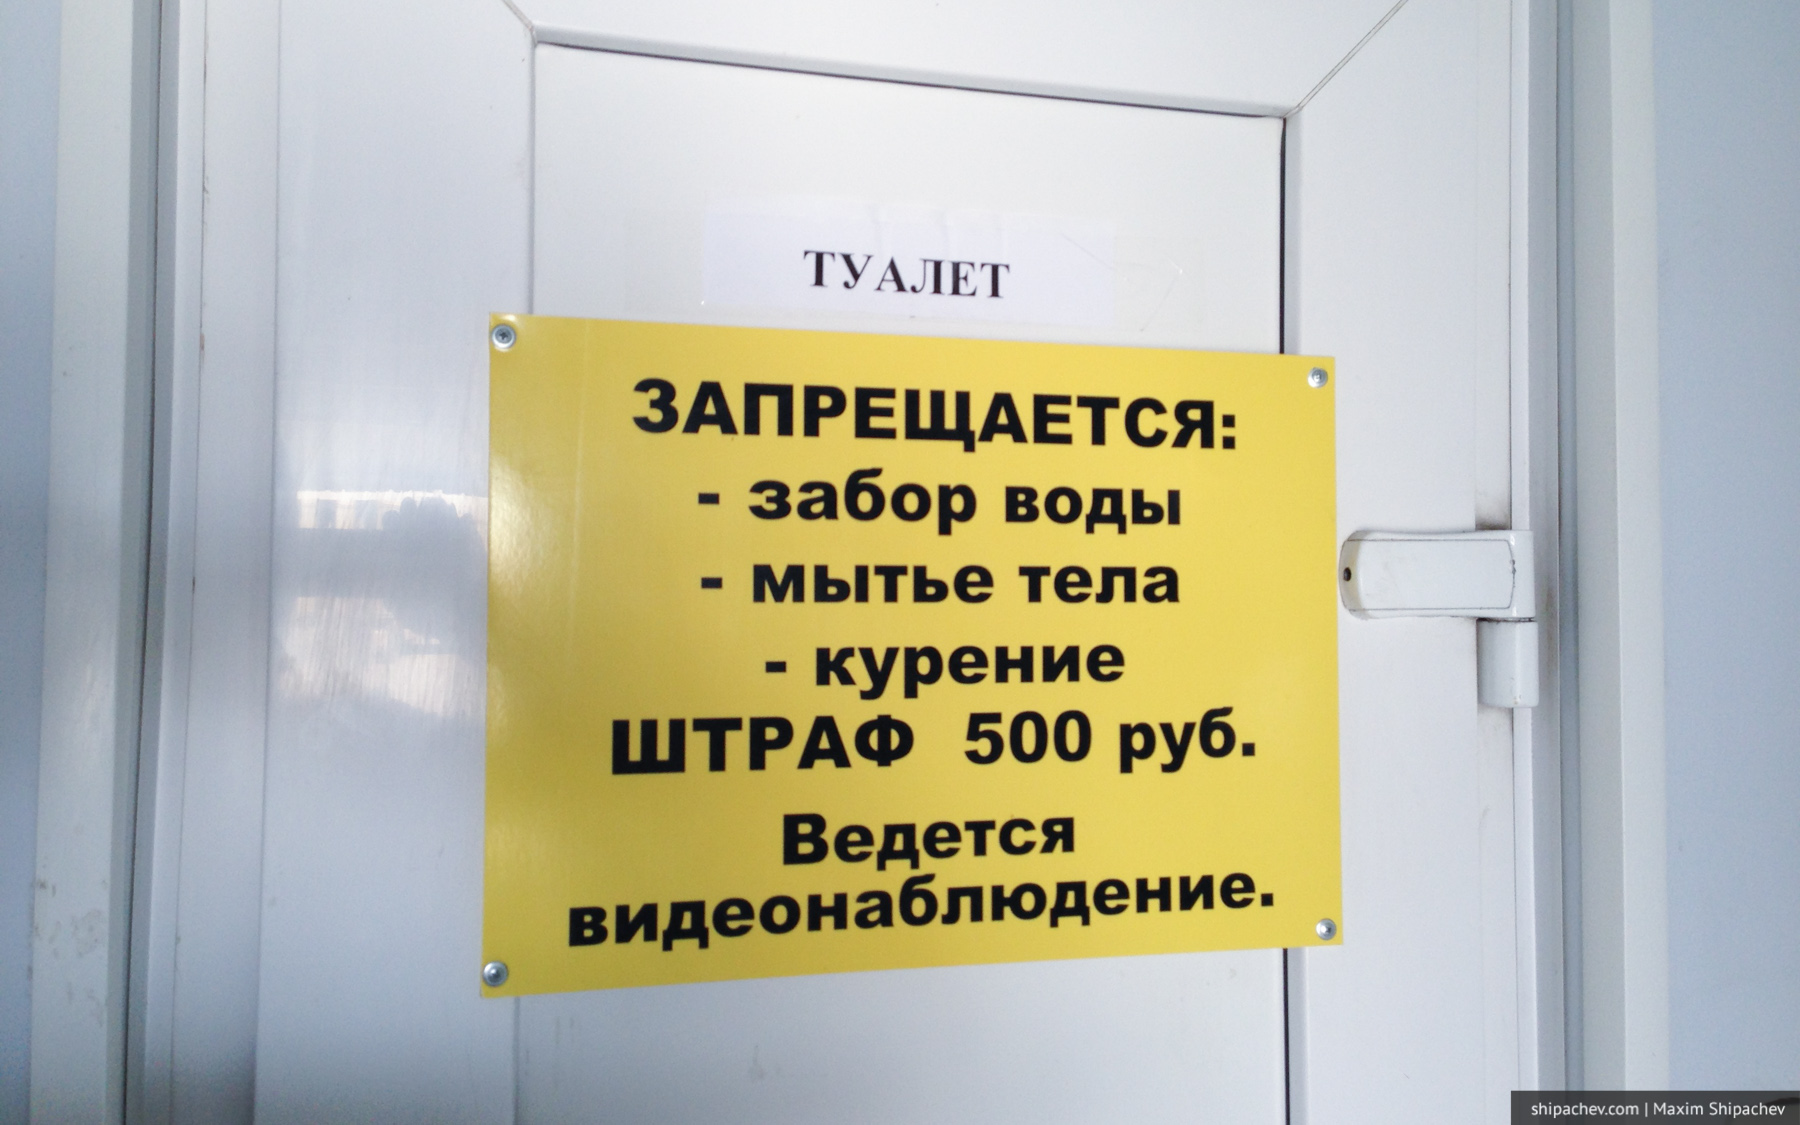 ТУАЛЕТ
ЗАПРЕЩАЕТСЯ:
- забор воды
- мытье тела
- курение
ШТРАФ 500 руб.
Ведется
видеонаблюдение.
shipachev.com | Maxim Shipachev